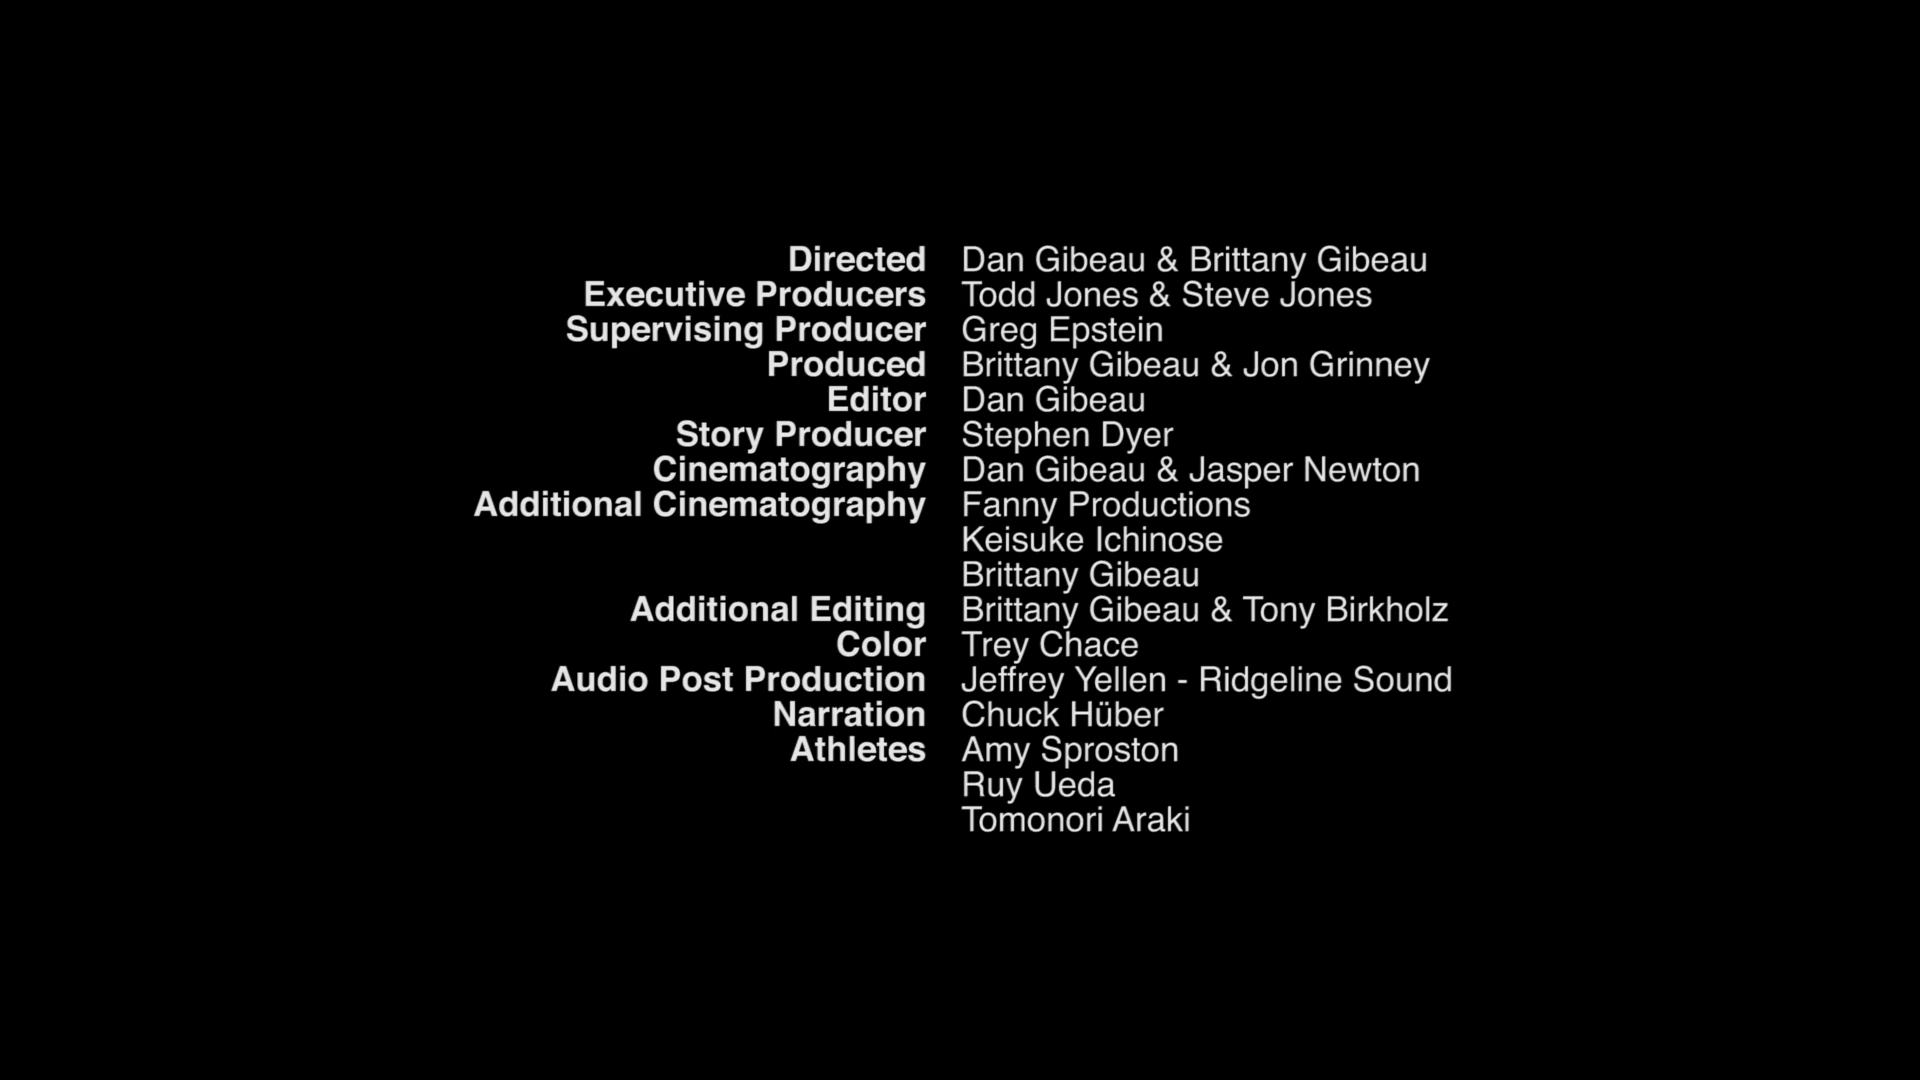 Directed Dan Gibeau & Brittany Gibeau
Executive Producers Todd Jones & Steve Jones
Supervising Producer Greg Epstein
Produced Brittany Gibeau & Jon Grinney
Editor Dan Gibeau
Story Producer Stephen Dyer
Cinematography Dan Gibeau & Jasper Newton
Additional Cinematography Fanny Productions
Keisuke Ichinose
Brittany Gibeau
Additional Editing Brittany Gibeau & Tony Birkholz
Color Trey Chace
Audio Post Production Jeffrey Yellen - Ridgeline Sound
Narration Chuck Hüber
Athletes Amy Sproston
Ruy Ueda
Tomonori Araki